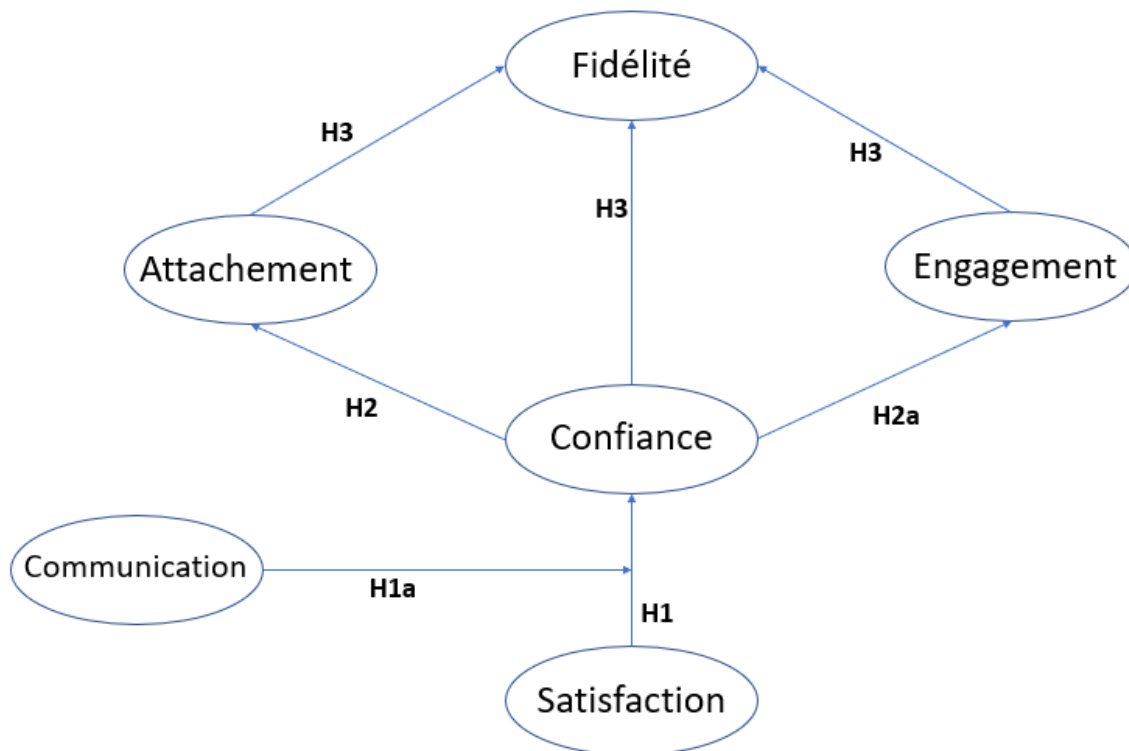 Fidélité
H3
H3
H3
Attachement
Engagement
H2
H2a
Confiance
Communication
H1a
H1
Satisfaction